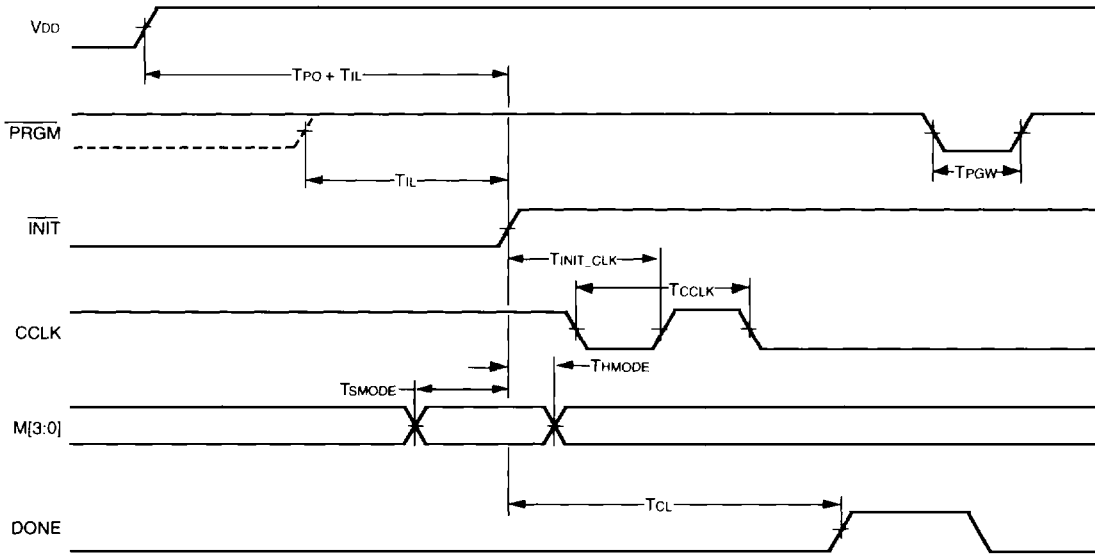 VDD
TPO + TIL
PRGM
TIL
TPGW
INIT
TINIT_CLK
TCCLK
CCLK
THMODE
TSMODE
M[3:0]
TCL
DONE